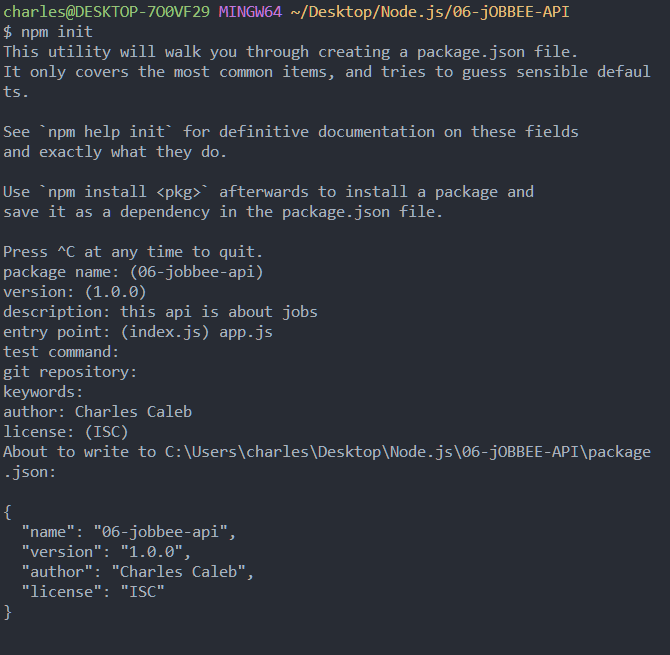 charles@DESKTOP-7O0VF29 MINGW64 ~/Desktop/Node.js/06-jOBBEE-API
$ npm init
This utility will walk you through creating a package.json file.
It only covers the most common items, and tries to guess sensible defaul
ts.

See `npm help init` for definitive documentation on these fields
and exactly what they do.

Use `npm install <pkg>` afterwards to install a package and
save it as a dependency in the package.json file.

Press ^C at any time to quit.
package name: (06-jobbee-api)
version: (1.0.0)
description: this api is about jobs
entry point: (index.js) app.js
test command:
git repository:
keywords:
author: Charles Caleb
license: (ISC)
About to write to C:\Users\charles\Desktop\Node.js\06-jOBBEE-API\package
.json:

{
  "name": "06-jobbee-api",
  "version": "1.0.0",
  "author": "Charles Caleb",
  "license": "ISC"
}